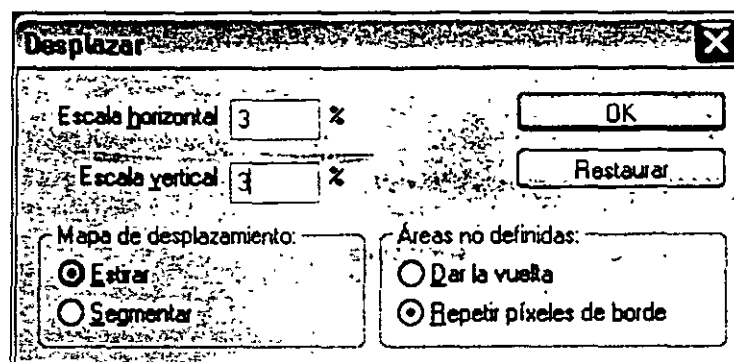 Desplazar
Escala horizontal 3 %
OK
Escala vertical 3 %
Restaurar
Mapa de desplazamiento:
Estirar
Segmentar
Áreas no definidas:
Dar la vuelta
Repetir píxeles de borde